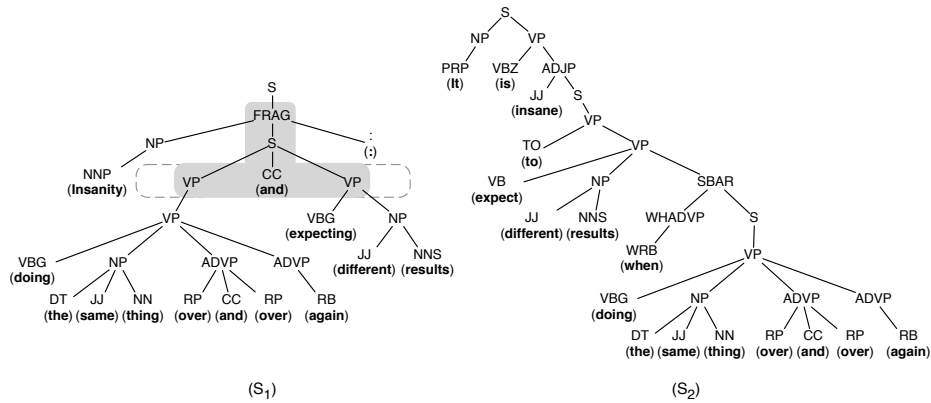 S
S
NP VP
PRP VBZ ADJP
(It) (is)
JJ S
(insane)
VP
TO VP
(to)
VB NP SBAR
(expect)
JJ NNS WHADVP S
(different) (results)
WRB VP
(when)
VBG NP ADVP ADVP
(doing)
DT JJ NN RP CC RP RB
(the) (same) (thing) (over) (and) (over) (again)
FRAG
NP S :
(:)
NNP VP CC VP
(Insanity) (and)
VP VBG NP
(expecting)
VBG NP ADVP ADVP JJ NNS
(doing) (different) (results)
DT JJ NN RP CC RP RB
(the) (same) (thing) (over) (and) (over) (again)
(S1) (S2)